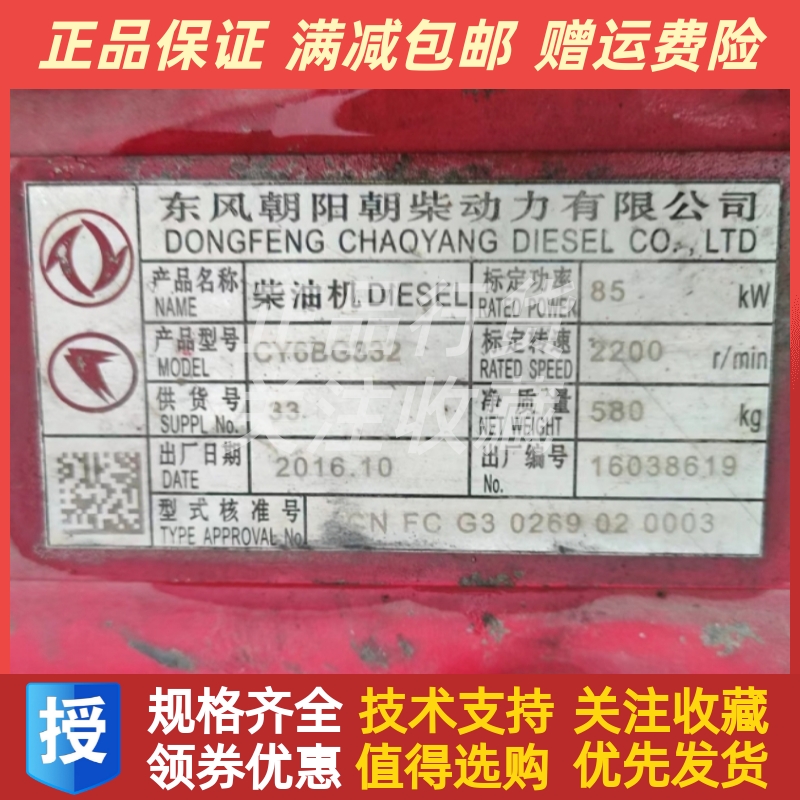 正品保证 满减包邮 赠运费险
东风朝阳朝柴动力有限公司
DONGFENG CHAOYANG DIESEL CO.,LTD
产品名称 柴油机DIESEL 标定功率 85 kW
NAME RATED POWER
产品型号 CY6BG332 标定转速 2200 r/min
MODEL RATED SPEED
供货号 33 净质量 580 kg
SUPPL No. NET WEIGHT
出厂日期 2016.10 出厂编号 16038619
DATE No.
型式核准号 CN FC G3 0269 02 0003
TYPE APPROVAL No
关注收藏
授
规格齐全 技术支持 关注收藏
领券优惠 值得选购 优先发货